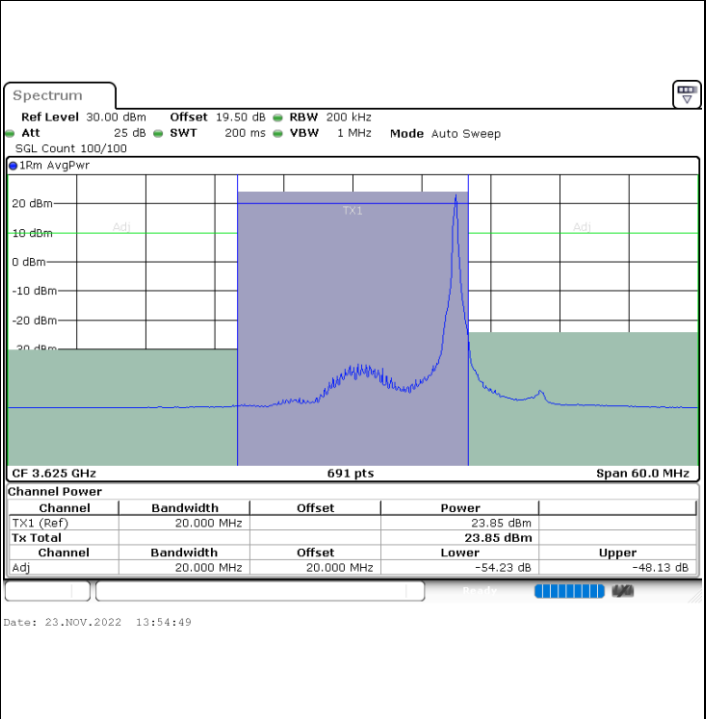 Spectrum
Ref Level 30.00 dBm Offset 19.50 dB RBW 200 kHz
Att 25 dB SWT 200 ms VBW 1 MHz Mode Auto Sweep
SGL Count 100/100
1Rm AvgPwr
20 dBm
TX1
Adj Adj
10 dBm
0 dBm
-10 dBm
-20 dBm
CF 3.625 GHz 691 pts Span 60.0 MHz
Channel Power
Channel Bandwidth Offset Power
TX1 (Ref) 20.000 MHz 23.85 dBm
Tx Total 23.85 dBm
Channel Bandwidth Offset Lower Upper
Adj 20.000 MHz 20.000 MHz -54.23 dB -48.13 dB
Ready
Date: 23.NOV.2022 13:54:49